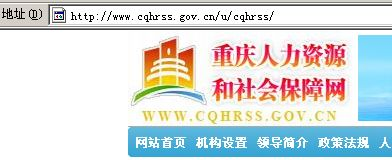 地址(D) http://www.cqhrss.gov.cn/u/cqhrss/
重庆人力资源
和社会保障网
WWW.CQHRSS.GOV.CN
网站首页 机构设置 领导简介 政策法规 人